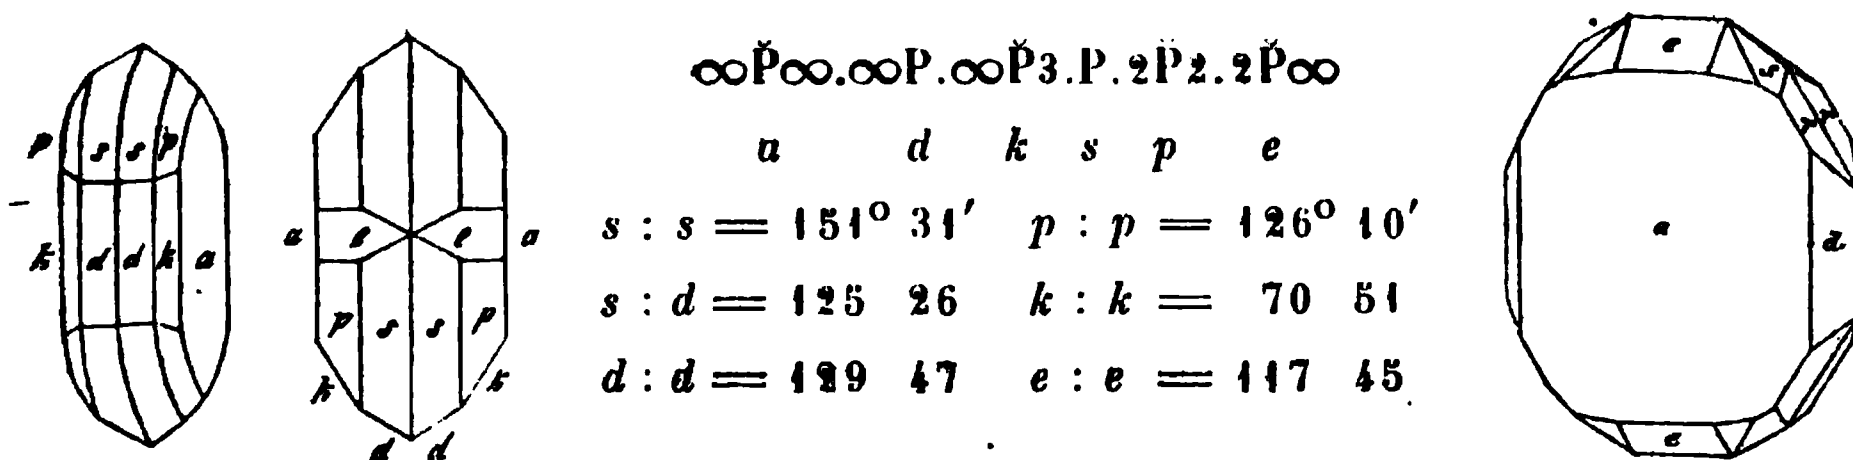 ∞P̆∞.∞P.∞P̆3.P.2P̆2.2P̆∞
a d k s p e
s : s = 151° 31′ p : p = 126° 10′
s : d = 125 26 k : k = 70 51
d : d = 129 47 e : e = 117 45
p s s p
k d d k a
a e e a
p s s p
k k
d d
e
s
a d
e